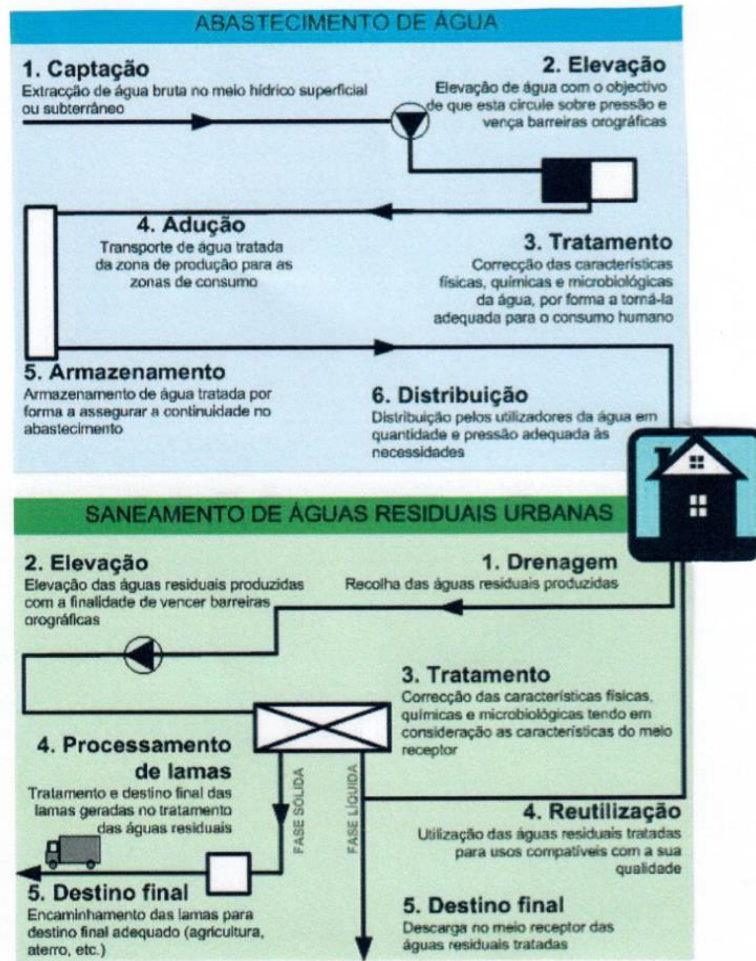 ABASTECIMENTO DE ÁGUA
1. Captação
Extracção de água bruta no meio hídrico superficial
ou subterrâneo
2. Elevação
Elevação de água com o objectivo
de que esta circule sobre pressão e
vença barreiras orográficas
3. Tratamento
Correcção das características
físicas, químicas e microbiológicas
da água, por forma a torná-la
adequada para o consumo humano
4. Adução
Transporte de água tratada
da zona de produção para as
zonas de consumo
5. Armazenamento
Armazenamento de água tratada por
forma a assegurar a continuidade no
abastecimento
6. Distribuição
Distribuição pelos utilizadores da água em
quantidade e pressão adequada às
necessidades
SANEAMENTO DE ÁGUAS RESIDUAIS URBANAS
1. Drenagem
Recolha das águas residuais produzidas
2. Elevação
Elevação das águas residuais produzidas
com a finalidade de vencer barreiras
orográficas
3. Tratamento
Correcção das características físicas,
químicas e microbiológicas tendo em
consideração as características do meio
receptor
4. Processamento
de lamas
Tratamento e destino final das
lamas geradas no tratamento
das águas residuais
FASE SÓLIDA
FASE LÍQUIDA
4. Reutilização
Utilização das águas residuais tratadas
para usos compatíveis com a sua
qualidade
5. Destino final
Encaminhamento das lamas para
destino final adequado (agricultura,
aterro, etc.)
5. Destino final
Descarga no meio receptor das
águas residuais tratadas